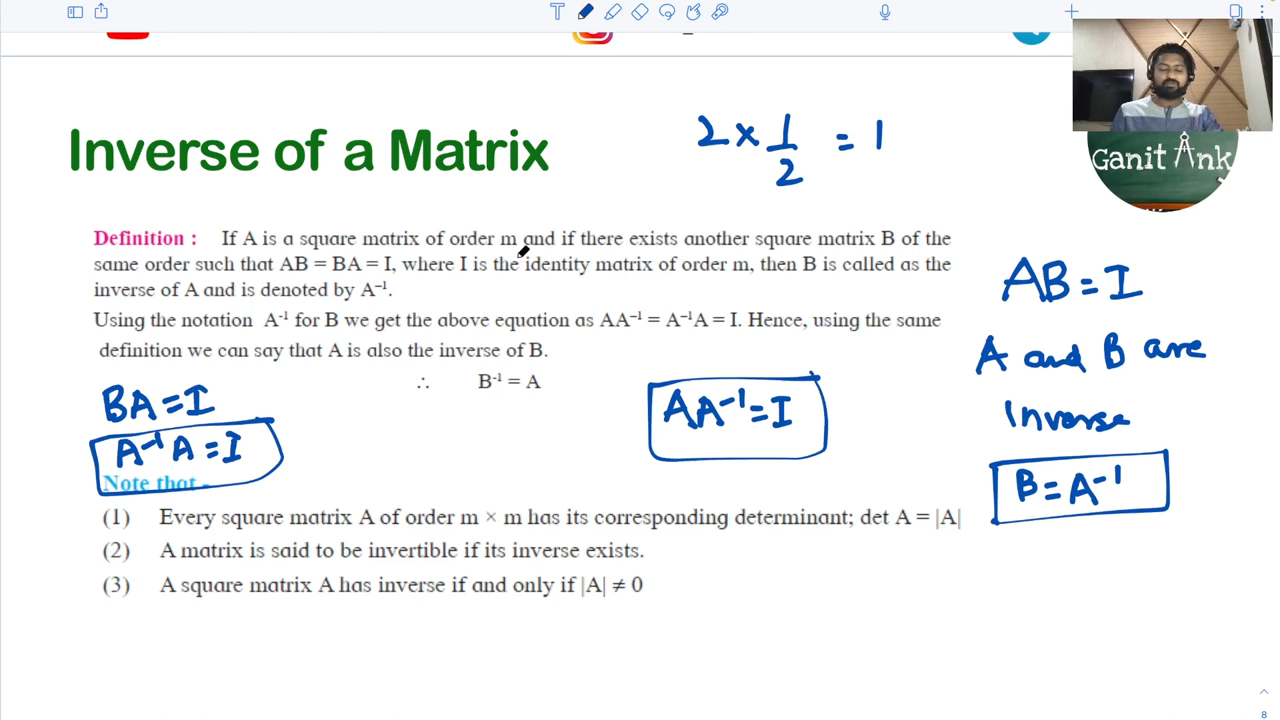 Inverse of a Matrix
2 × 1/2 = 1
Ganit Ank
Definition : If A is a square matrix of order m and if there exists another square matrix B of the
same order such that AB = BA = I, where I is the identity matrix of order m, then B is called as the
inverse of A and is denoted by A⁻¹.
Using the notation A⁻¹ for B we get the above equation as AA⁻¹ = A⁻¹A = I. Hence, using the same
definition we can say that A is also the inverse of B.
∴ B⁻¹ = A
AB = I
A and B are
Inverse
B = A⁻¹
BA = I
A⁻¹A = I
AA⁻¹ = I
Note that -
(1) Every square matrix A of order m × m has its corresponding determinant; det A = |A|
(2) A matrix is said to be invertible if its inverse exists.
(3) A square matrix A has inverse if and only if |A| ≠ 0
8